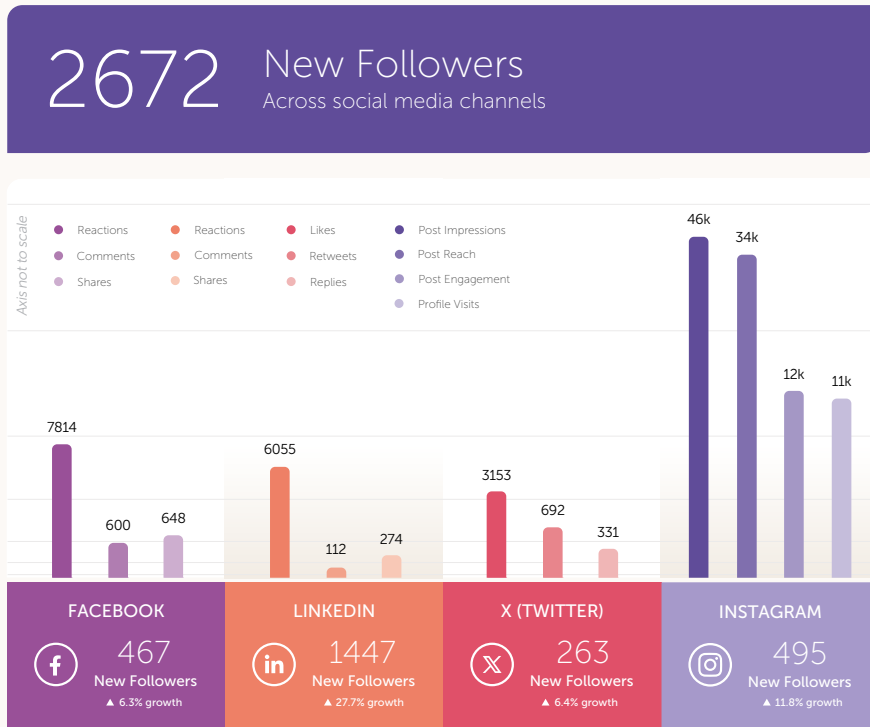 2672
New Followers
Across social media channels
Axis not to scale
Reactions
Comments
Shares
Reactions
Comments
Shares
Likes
Retweets
Replies
Post Impressions
Post Reach
Post Engagement
Profile Visits
7814
600
648
6055
112
274
3153
692
331
46k
34k
12k
11k
FACEBOOK
467
New Followers
▲ 6.3% growth
LINKEDIN
in
1447
New Followers
▲ 27.7% growth
X (TWITTER)
263
New Followers
▲ 6.4% growth
INSTAGRAM
495
New Followers
▲ 11.8% growth